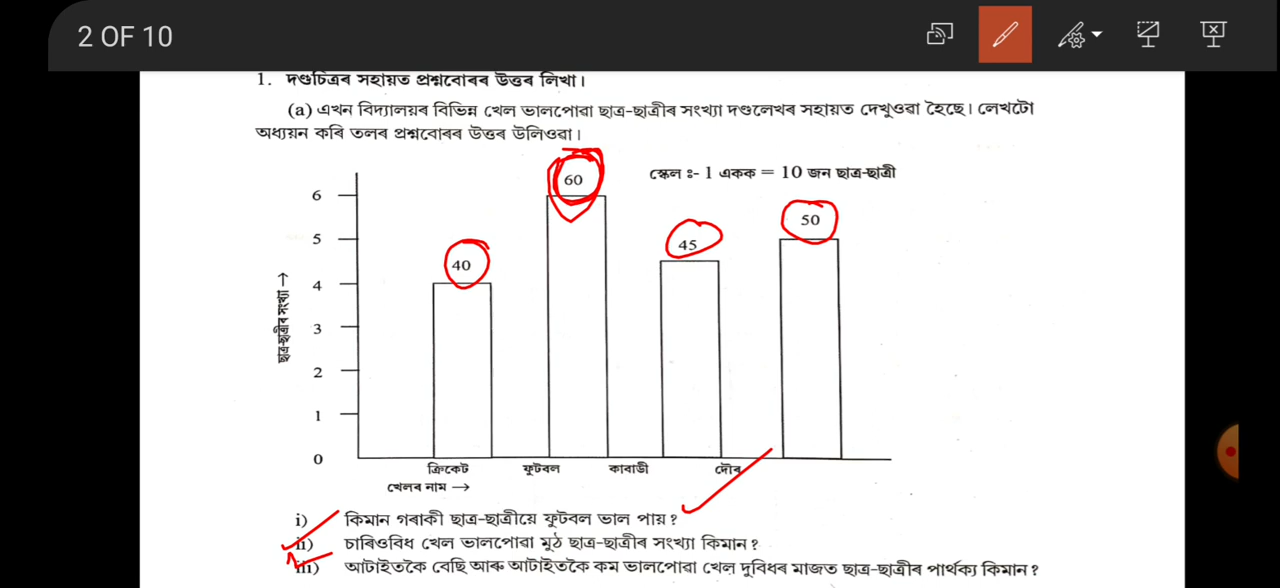 2 OF 10
1. দণ্ডচিত্ৰৰ সহায়ত প্ৰশ্নবোৰৰ উত্তৰ লিখা।
(a) এখন বিদ্যালয়ৰ বিভিন্ন খেল ভালপোৱা ছাত্ৰ-ছাত্ৰীৰ সংখ্যা দণ্ডলেখৰ সহায়ত দেখুওৱা হৈছে। লেখটো
অধ্যয়ন কৰি তলৰ প্ৰশ্নবোৰৰ উত্তৰ উলিওৱা।
স্কেল ঃ- 1 একক = 10 জন ছাত্ৰ-ছাত্ৰী
60
50
45
40
6
5
4
3
2
1
0
ছাত্ৰ-ছাত্ৰীৰ সংখ্যা →
ক্ৰিকেট ফুটবল কাবাডী দৌৰ
খেলৰ নাম →
i) কিমান গৰাকী ছাত্ৰ-ছাত্ৰীয়ে ফুটবল ভাল পায়?
ii) চাৰিওবিধ খেল ভালপোৱা মুঠ ছাত্ৰ-ছাত্ৰীৰ সংখ্যা কিমান?
iii) আটাইতকৈ বেছি আৰু আটাইতকৈ কম ভালপোৱা খেল দুবিধৰ মাজত ছাত্ৰ-ছাত্ৰীৰ পাৰ্থক্য কিমান?